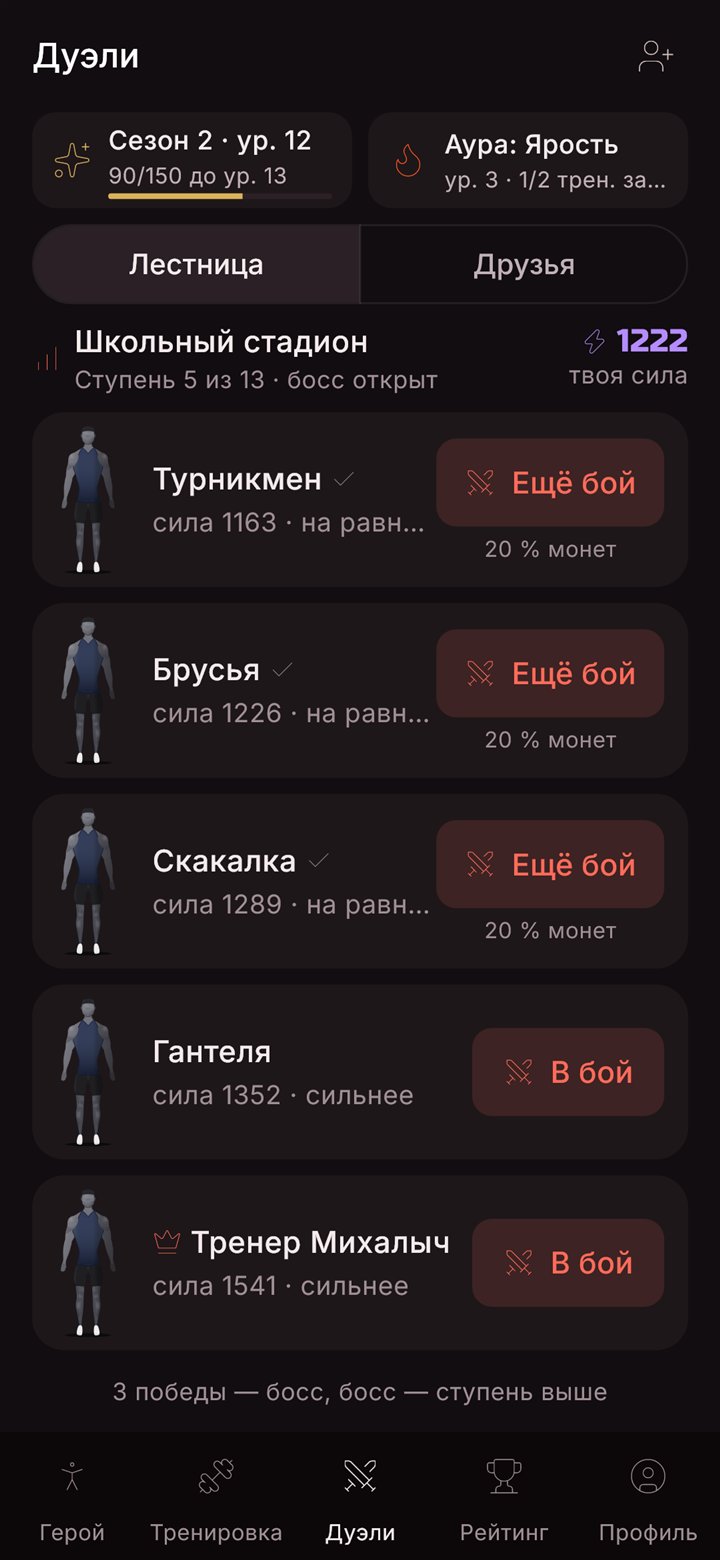 Дуэли
Сезон 2 · ур. 12
90/150 до ур. 13
Аура: Ярость
ур. 3 · 1/2 трен. за...
Лестница
Друзья
Школьный стадион
Ступень 5 из 13 · босс открыт
1222
твоя сила
Турникмен
сила 1163 · на равн...
Ещё бой
20 % монет
Брусья
сила 1226 · на равн...
Ещё бой
20 % монет
Скакалка
сила 1289 · на равн...
Ещё бой
20 % монет
Гантеля
сила 1352 · сильнее
В бой
Тренер Михалыч
сила 1541 · сильнее
В бой
3 победы — босс, босс — ступень выше
Герой
Тренировка
Дуэли
Рейтинг
Профиль